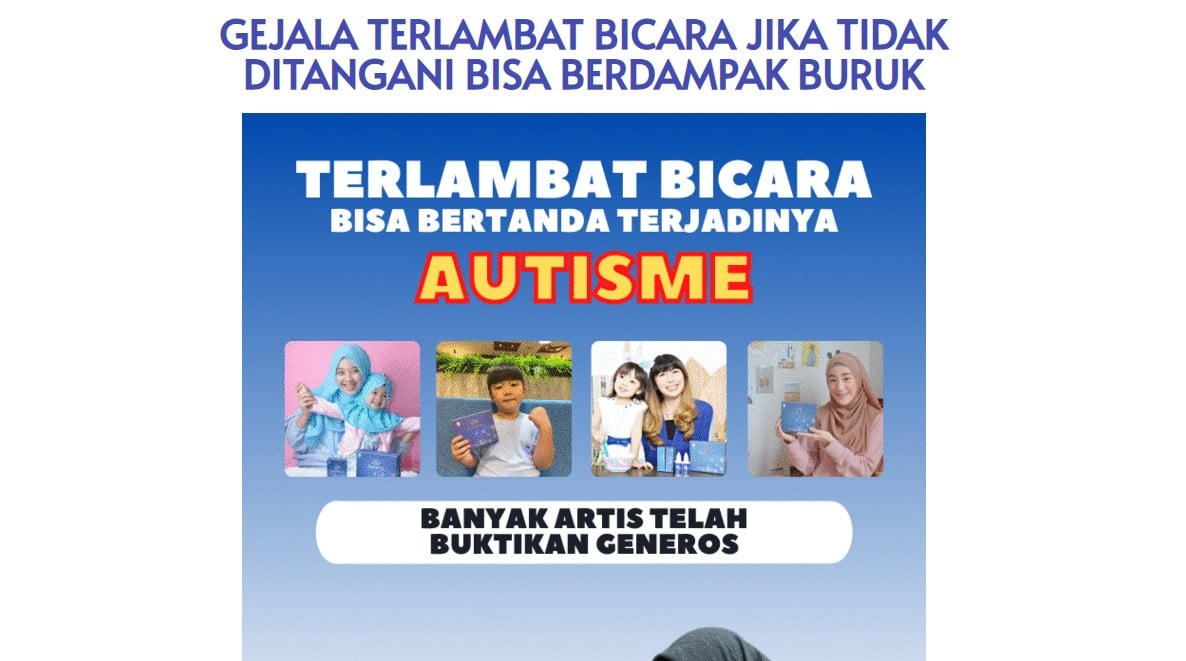 GEJALA TERLAMBAT BICARA JIKA TIDAK
DITANGANI BISA BERDAMPAK BURUK
TERLAMBAT BICARA
BISA BERTANDA TERJADINYA
AUTISME
BANYAK ARTIS TELAH
BUKTIKAN GENEROS